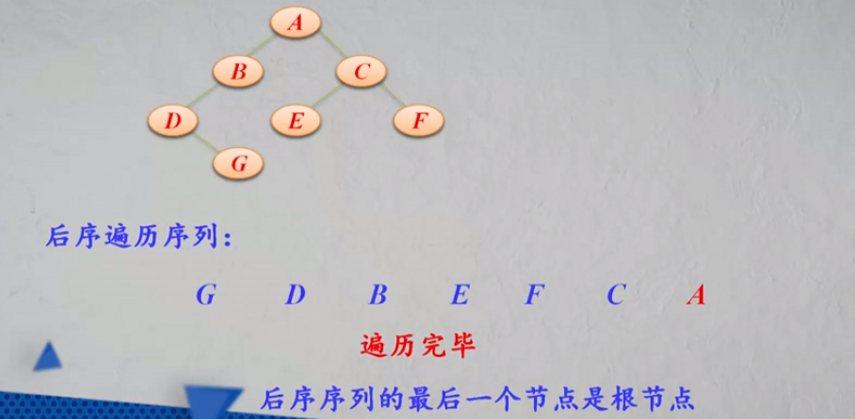 A
B C
D E F
G
后序遍历序列：
G D B E F C A
遍历完毕
后序序列的最后一个节点是根节点